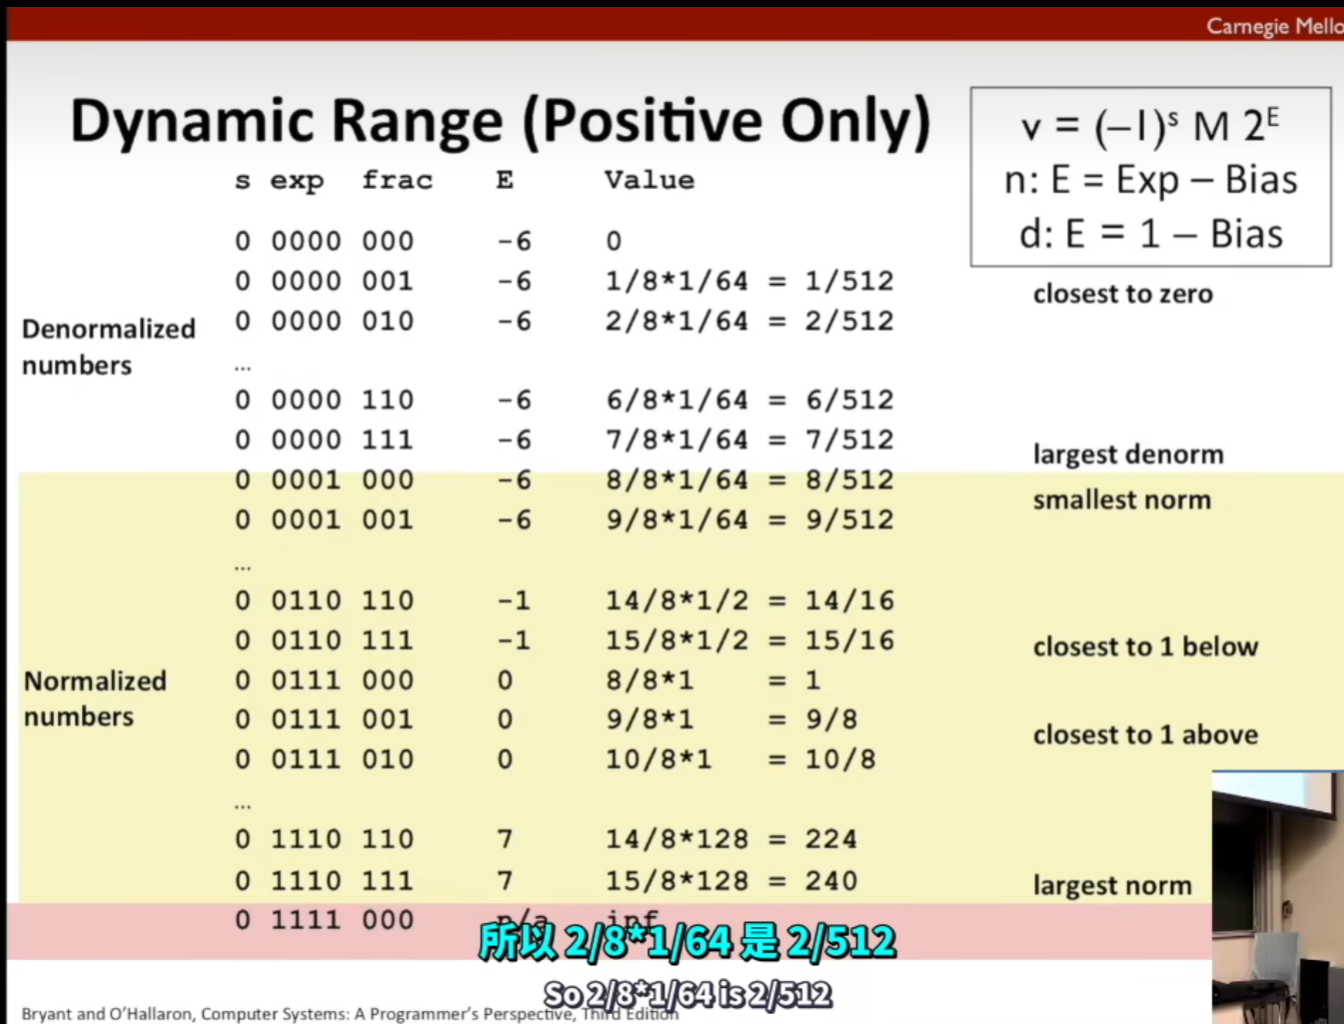 Carnegie Mello
Dynamic Range (Positive Only)
v = (–1)ˢ M 2ᴱ
n: E = Exp – Bias
d: E = 1 – Bias
s exp frac E Value
0 0000 000 -6 0
0 0000 001 -6 1/8*1/64 = 1/512 closest to zero
0 0000 010 -6 2/8*1/64 = 2/512
Denormalized
numbers
...
0 0000 110 -6 6/8*1/64 = 6/512
0 0000 111 -6 7/8*1/64 = 7/512 largest denorm
0 0001 000 -6 8/8*1/64 = 8/512 smallest norm
0 0001 001 -6 9/8*1/64 = 9/512
...
0 0110 110 -1 14/8*1/2 = 14/16
0 0110 111 -1 15/8*1/2 = 15/16 closest to 1 below
Normalized
numbers
0 0111 000 0 8/8*1 = 1
0 0111 001 0 9/8*1 = 9/8 closest to 1 above
0 0111 010 0 10/8*1 = 10/8
...
0 1110 110 7 14/8*128 = 224
0 1110 111 7 15/8*128 = 240 largest norm
0 1111 000 n/a inf
所以 2/8*1/64 是 2/512
So 2/8*1/64 is 2/512
Bryant and O'Hallaron, Computer Systems: A Programmer's Perspective, Third Edition